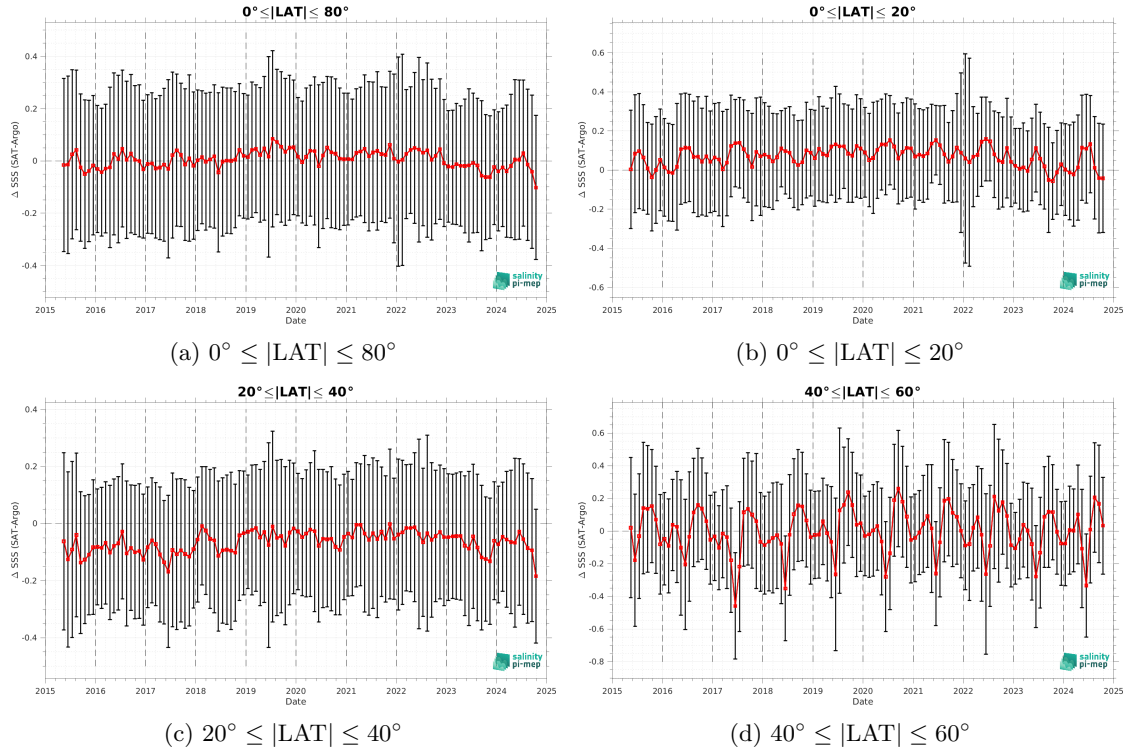 0°≤|LAT|≤ 80°
Δ SSS (SAT-Argo)
0.4
0.2
0
-0.2
-0.4
2015 2016 2017 2018 2019 2020 2021 2022 2023 2024 2025
Date
salinity
pi-mep
(a) 0° ≤ |LAT| ≤ 80°
0°≤|LAT|≤ 20°
Δ SSS (SAT-Argo)
0.6
0.4
0.2
0
-0.2
-0.4
-0.6
2015 2016 2017 2018 2019 2020 2021 2022 2023 2024 2025
Date
salinity
pi-mep
(b) 0° ≤ |LAT| ≤ 20°
20°≤|LAT|≤ 40°
Δ SSS (SAT-Argo)
0.4
0.2
0
-0.2
-0.4
2015 2016 2017 2018 2019 2020 2021 2022 2023 2024 2025
Date
salinity
pi-mep
(c) 20° ≤ |LAT| ≤ 40°
40°≤|LAT|≤ 60°
Δ SSS (SAT-Argo)
0.6
0.4
0.2
0
-0.2
-0.4
-0.6
-0.8
2015 2016 2017 2018 2019 2020 2021 2022 2023 2024 2025
Date
salinity
pi-mep
(d) 40° ≤ |LAT| ≤ 60°